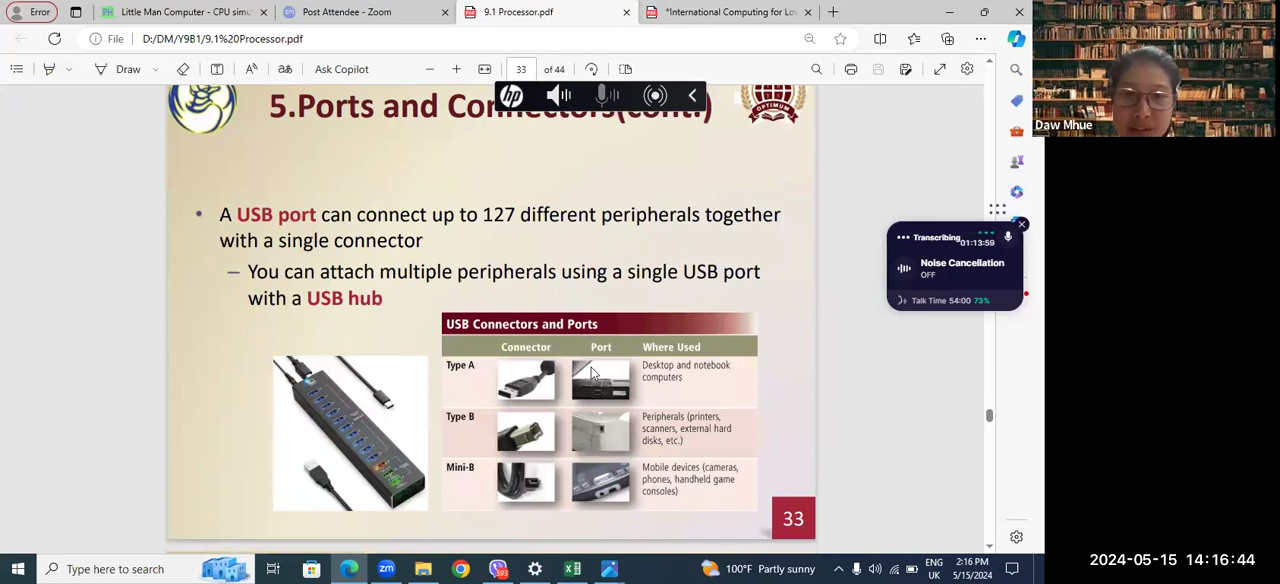 Error
Little Man Computer - CPU simu
Post Attendee - Zoom
9.1 Processor.pdf
*International Computing for Lo
File
D:/DM/Y9B1/9.1%20Processor.pdf
Draw
Ask Copilot
33
of 44
hp
5.Ports and Connectors(cont.)
OPTIMUM
Daw Mhue
• A USB port can connect up to 127 different peripherals together
with a single connector
– You can attach multiple peripherals using a single USB port
with a USB hub
Transcribing
01:13:59
Noise Cancellation
OFF
Talk Time 54:00 73%
USB Connectors and Ports
Connector Port Where Used
Type A Desktop and notebook
computers
Type B Peripherals (printers,
scanners, external hard
disks, etc.)
Mini-B Mobile devices (cameras,
phones, handheld game
consoles)
33
Type here to search
100°F Partly sunny
ENG
UK
2:16 PM
5/15/2024
2024-05-15 14:16:44